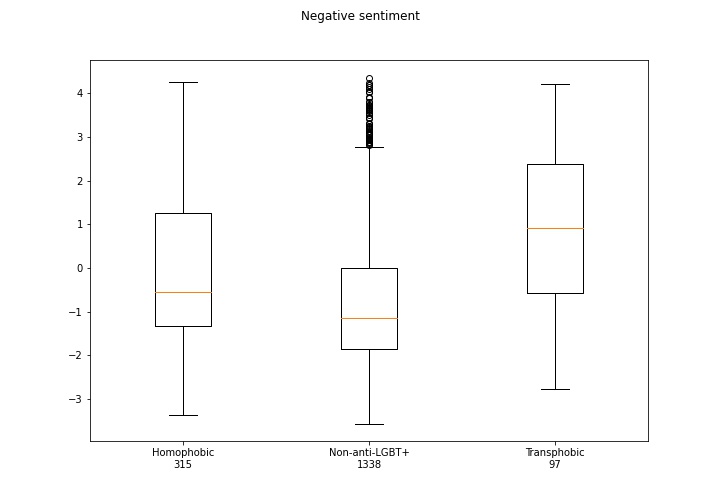 Negative sentiment
4
3
2
1
0
−1
−2
−3
Homophobic Non-anti-LGBT+ Transphobic
315 1338 97